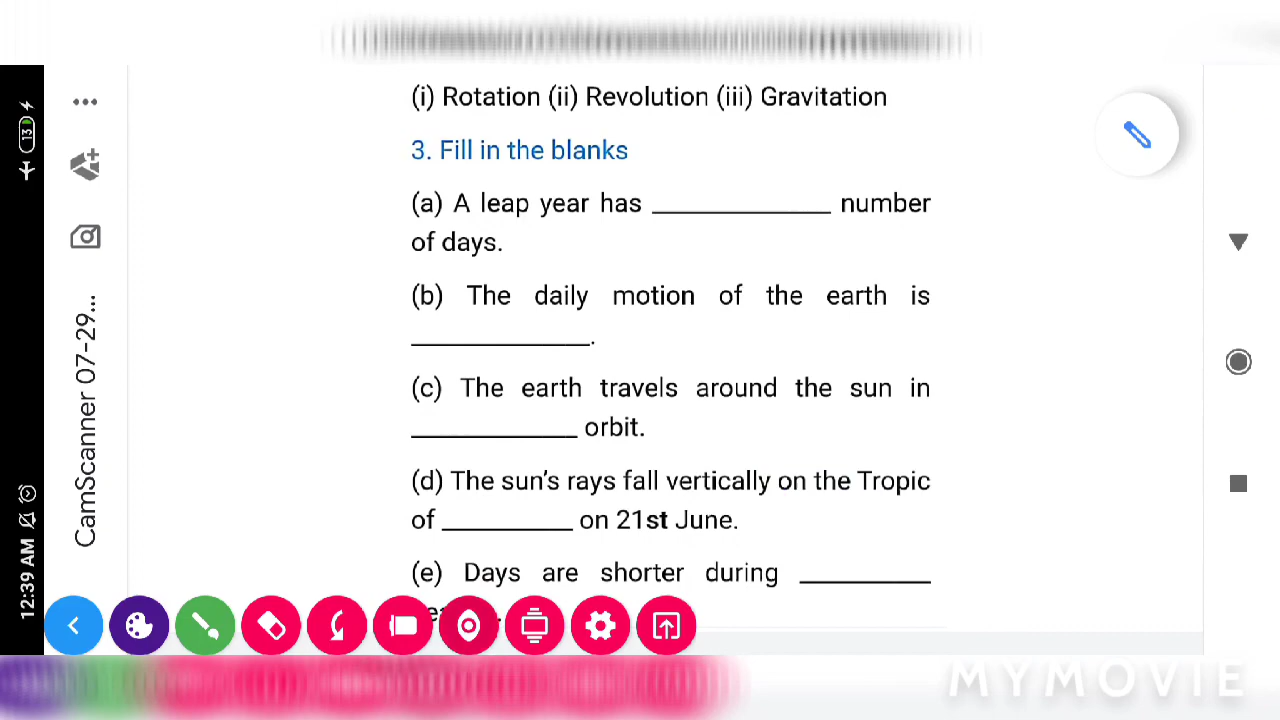 (i) Rotation (ii) Revolution (iii) Gravitation
3. Fill in the blanks
(a) A leap year has ______________ number
of days.
(b) The daily motion of the earth is
______________.
(c) The earth travels around the sun in
_____________ orbit.
(d) The sun's rays fall vertically on the Tropic
of __________ on 21st June.
(e) Days are shorter during __________
CamScanner 07-29...
12:39 AM
13
MYMOVIE